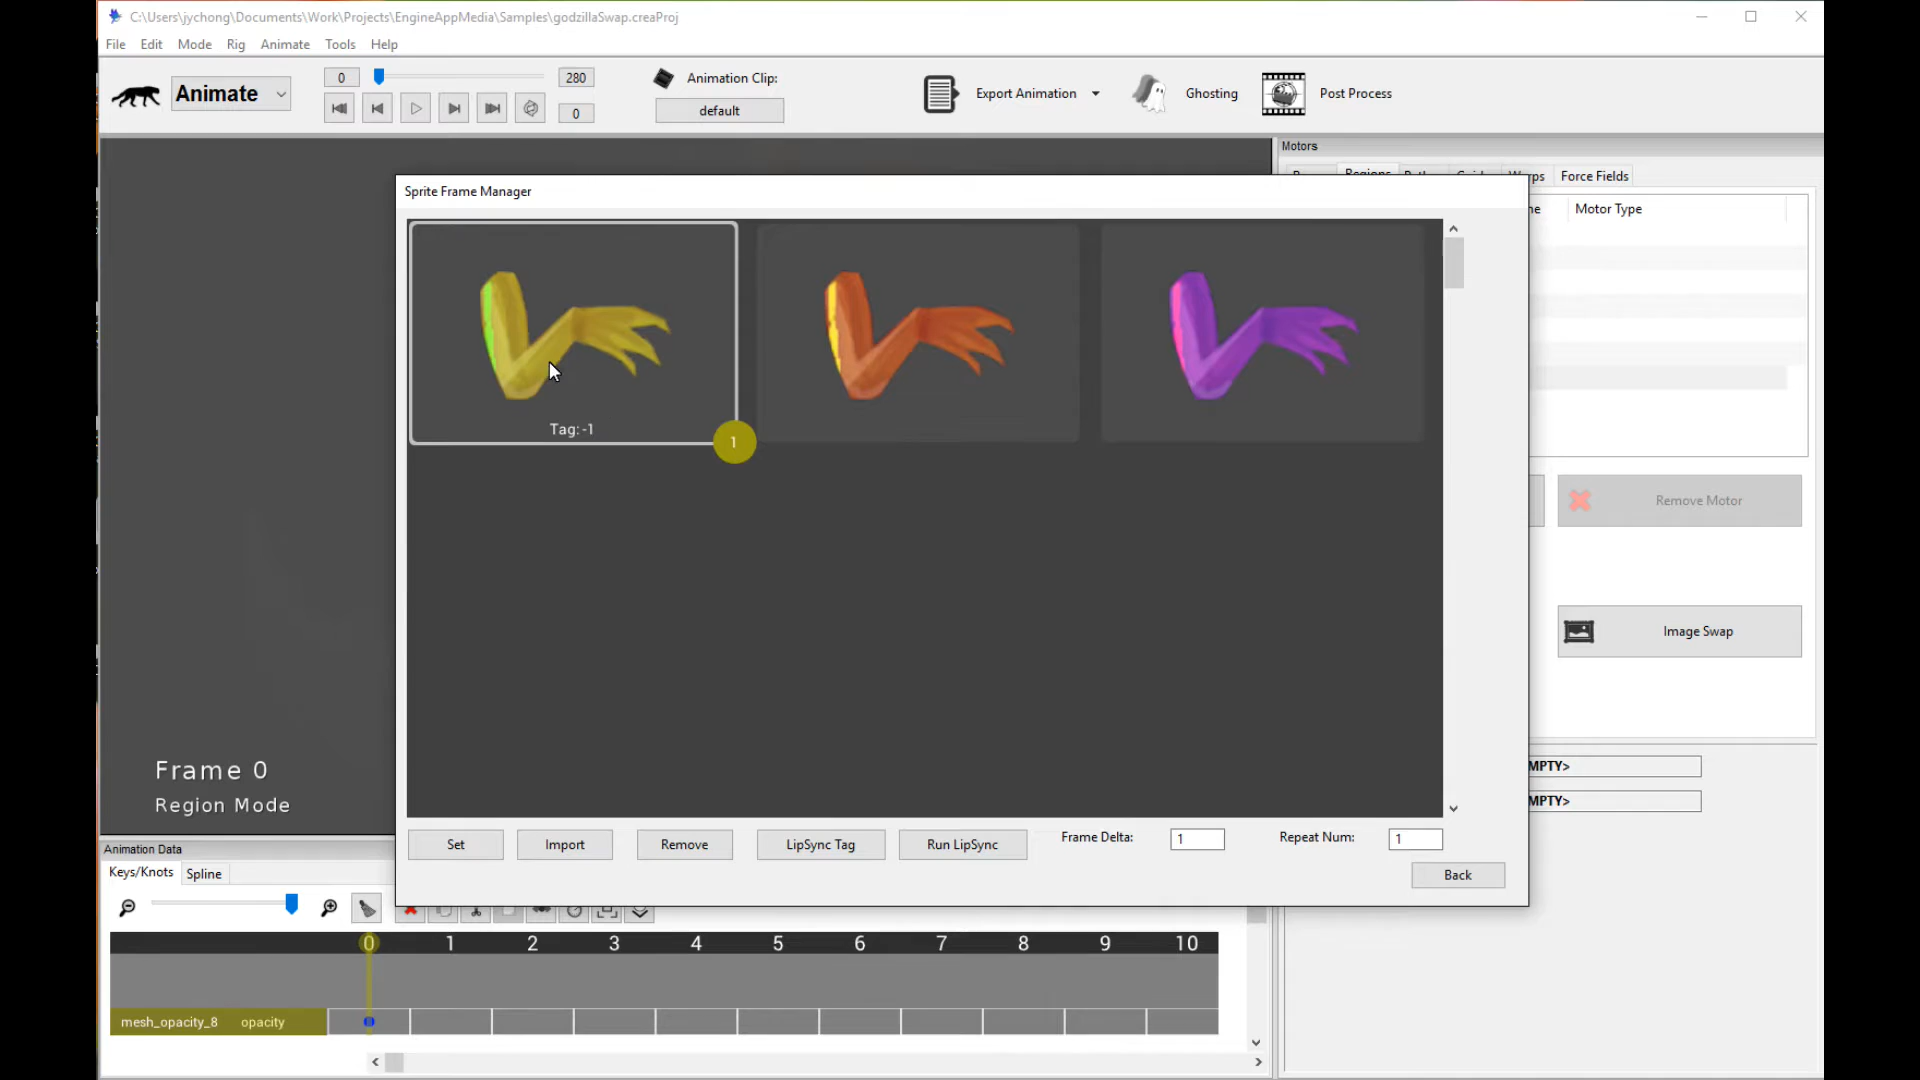 C:\Users\jychong\Documents\Work\Projects\EngineAppMedia\Samples\godzillaSwap.creaProj
File Edit Mode Rig Animate Tools Help
Animate
0 280
0
Animation Clip:
default
Export Animation
Ghosting
Post Process
Motors
Regions
Force Fields
Motor Type
Sprite Frame Manager
Tag:-1
1
Remove Motor
Image Swap
Frame 0
Region Mode
MPTY>
MPTY>
Set Import Remove LipSync Tag Run LipSync Frame Delta: 1 Repeat Num: 1
Back
Animation Data
Keys/Knots Spline
0 1 2 3 4 5 6 7 8 9 10
mesh_opacity_8 opacity